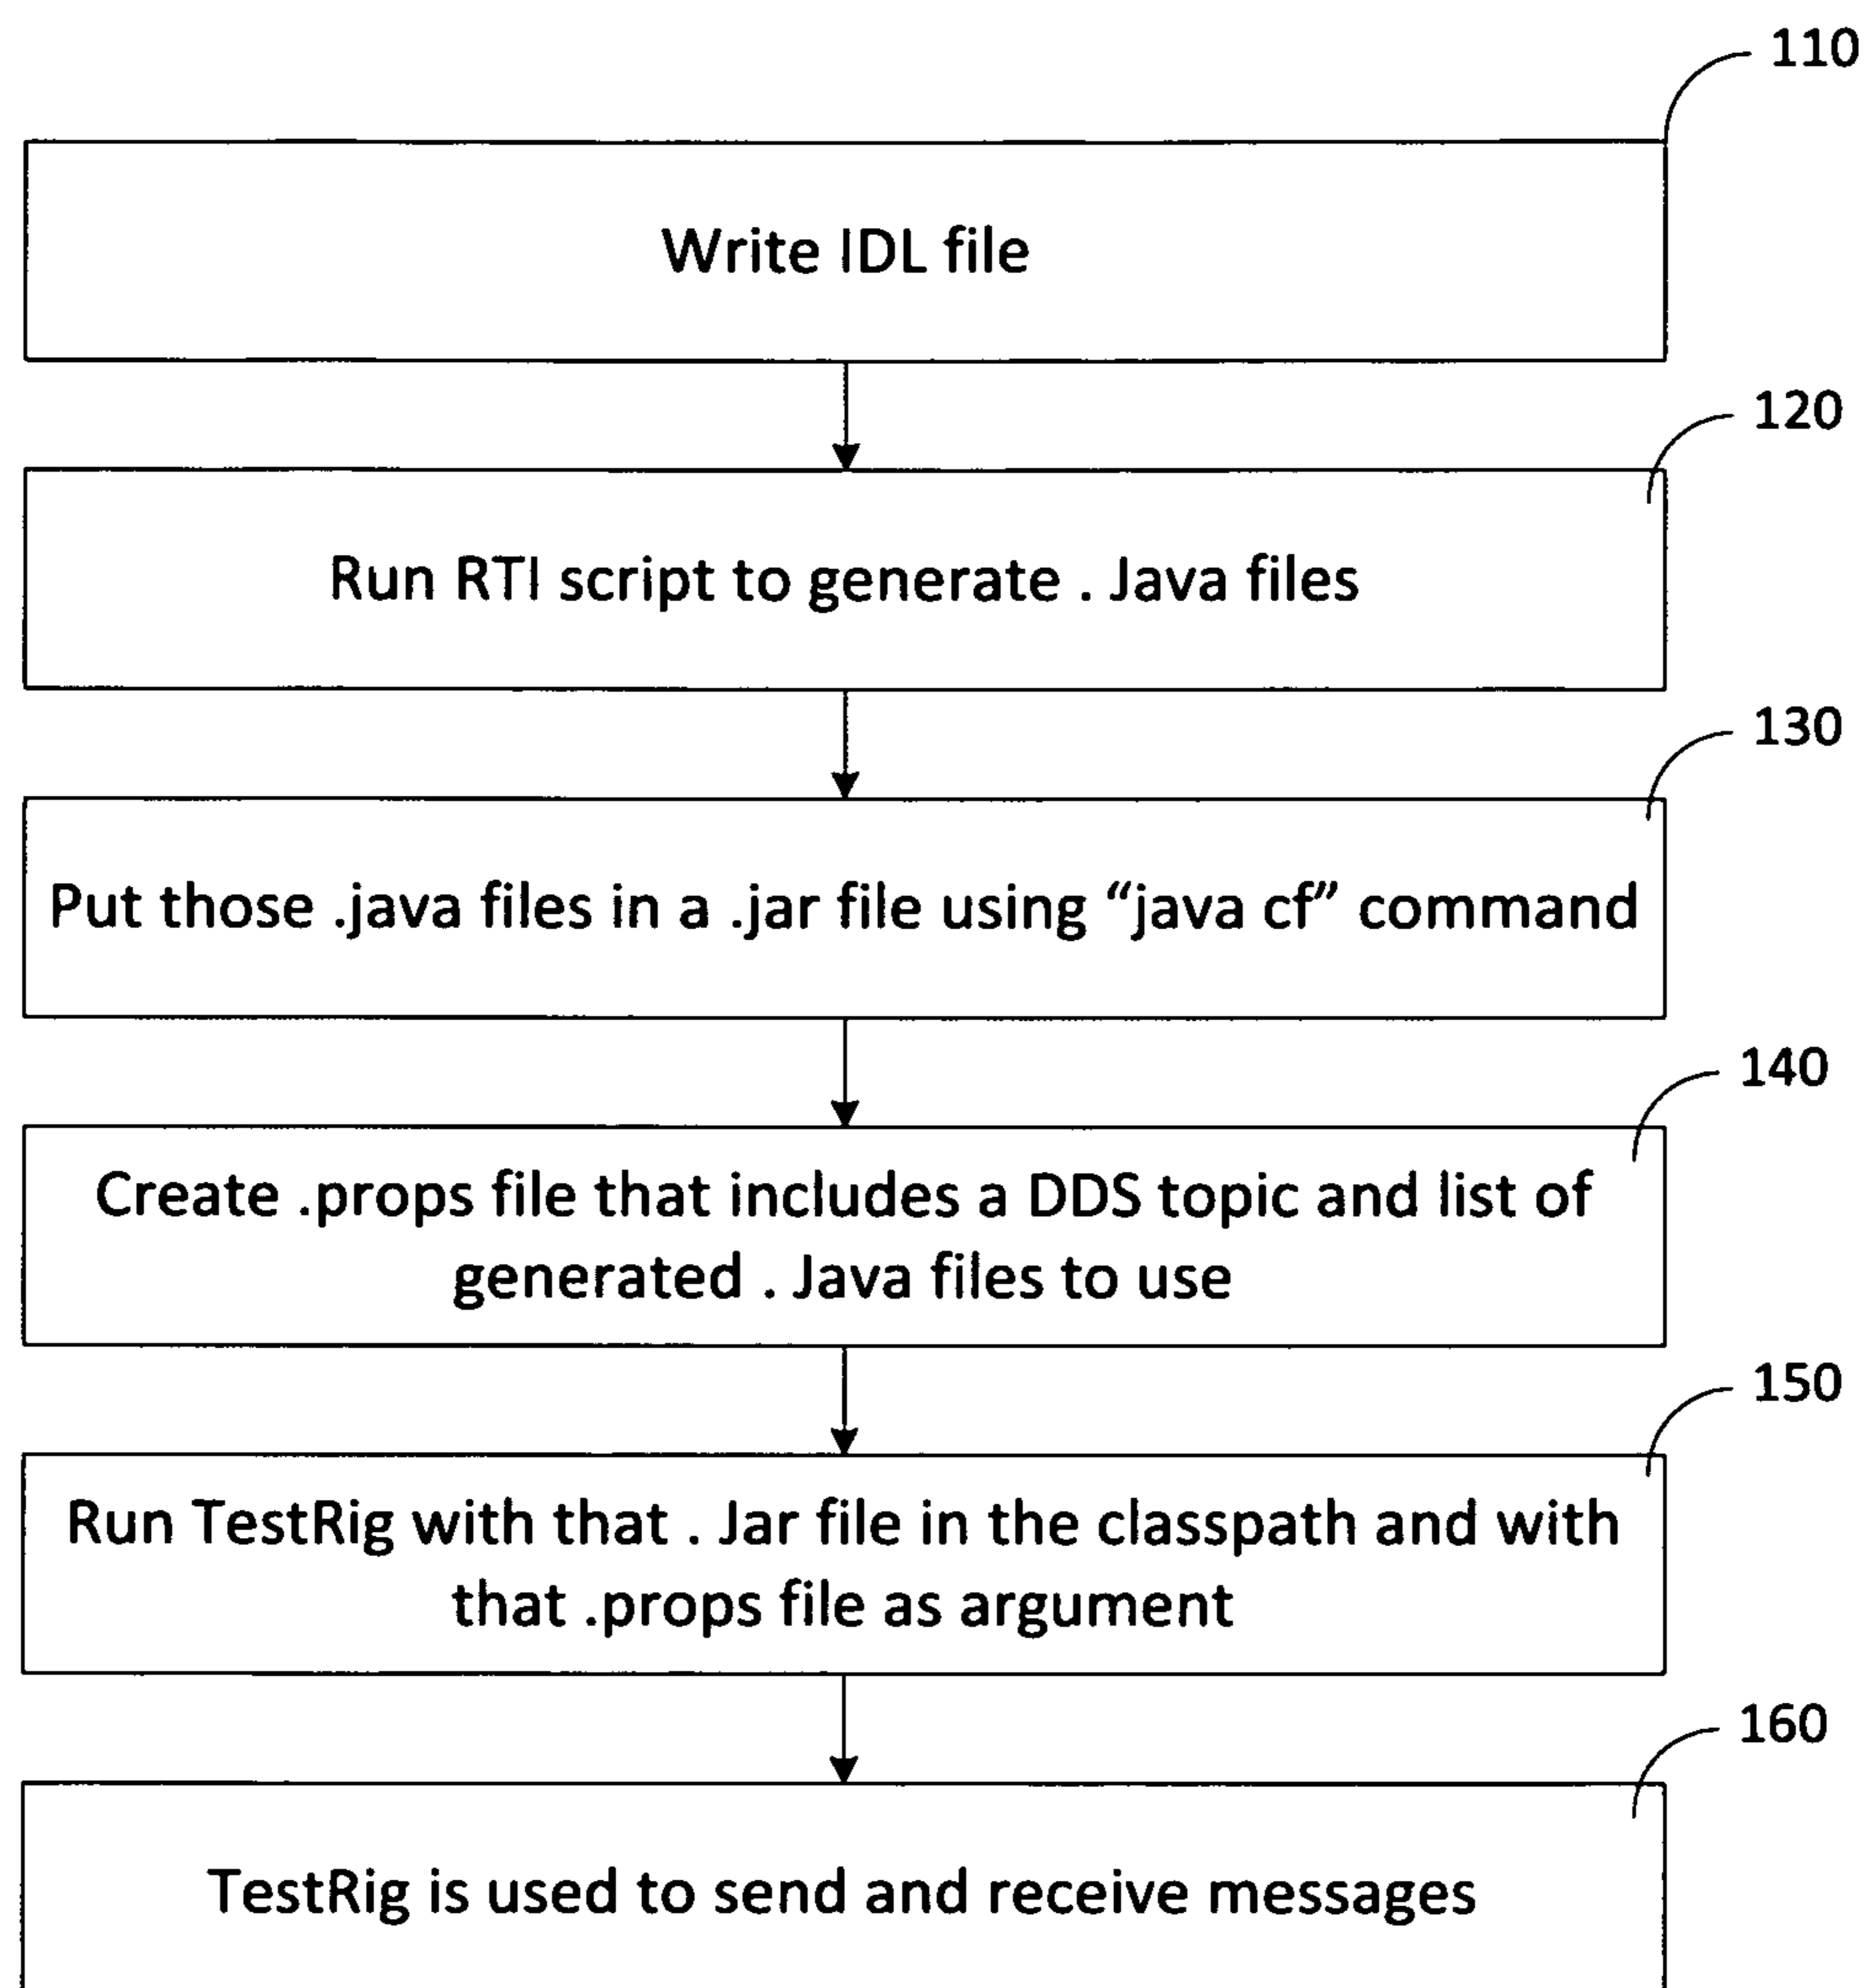 110
Write IDL file
120
Run RTI script to generate . Java files
130
Put those .java files in a .jar file using “java cf” command
140
Create .props file that includes a DDS topic and list of
generated . Java files to use
150
Run TestRig with that . Jar file in the classpath and with
that .props file as argument
160
TestRig is used to send and receive messages